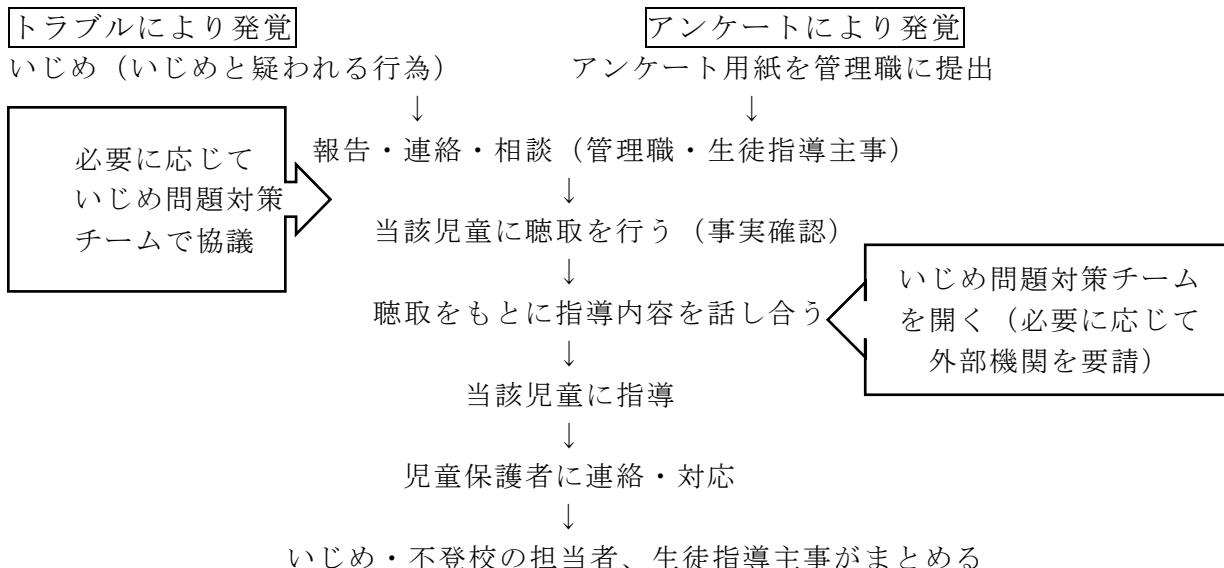 トラブルにより発覚
アンケートにより発覚
いじめ（いじめと疑われる行為）
アンケート用紙を管理職に提出
↓
↓
必要に応じて
いじめ問題対策
チームで協議
報告・連絡・相談（管理職・生徒指導主事）
↓
当該児童に聴取を行う（事実確認）
↓
聴取をもとに指導内容を話し合う
いじめ問題対策チーム
を開く（必要に応じて
外部機関を要請）
↓
当該児童に指導
↓
児童保護者に連絡・対応
↓
いじめ・不登校の担当者、生徒指導主事がまとめる